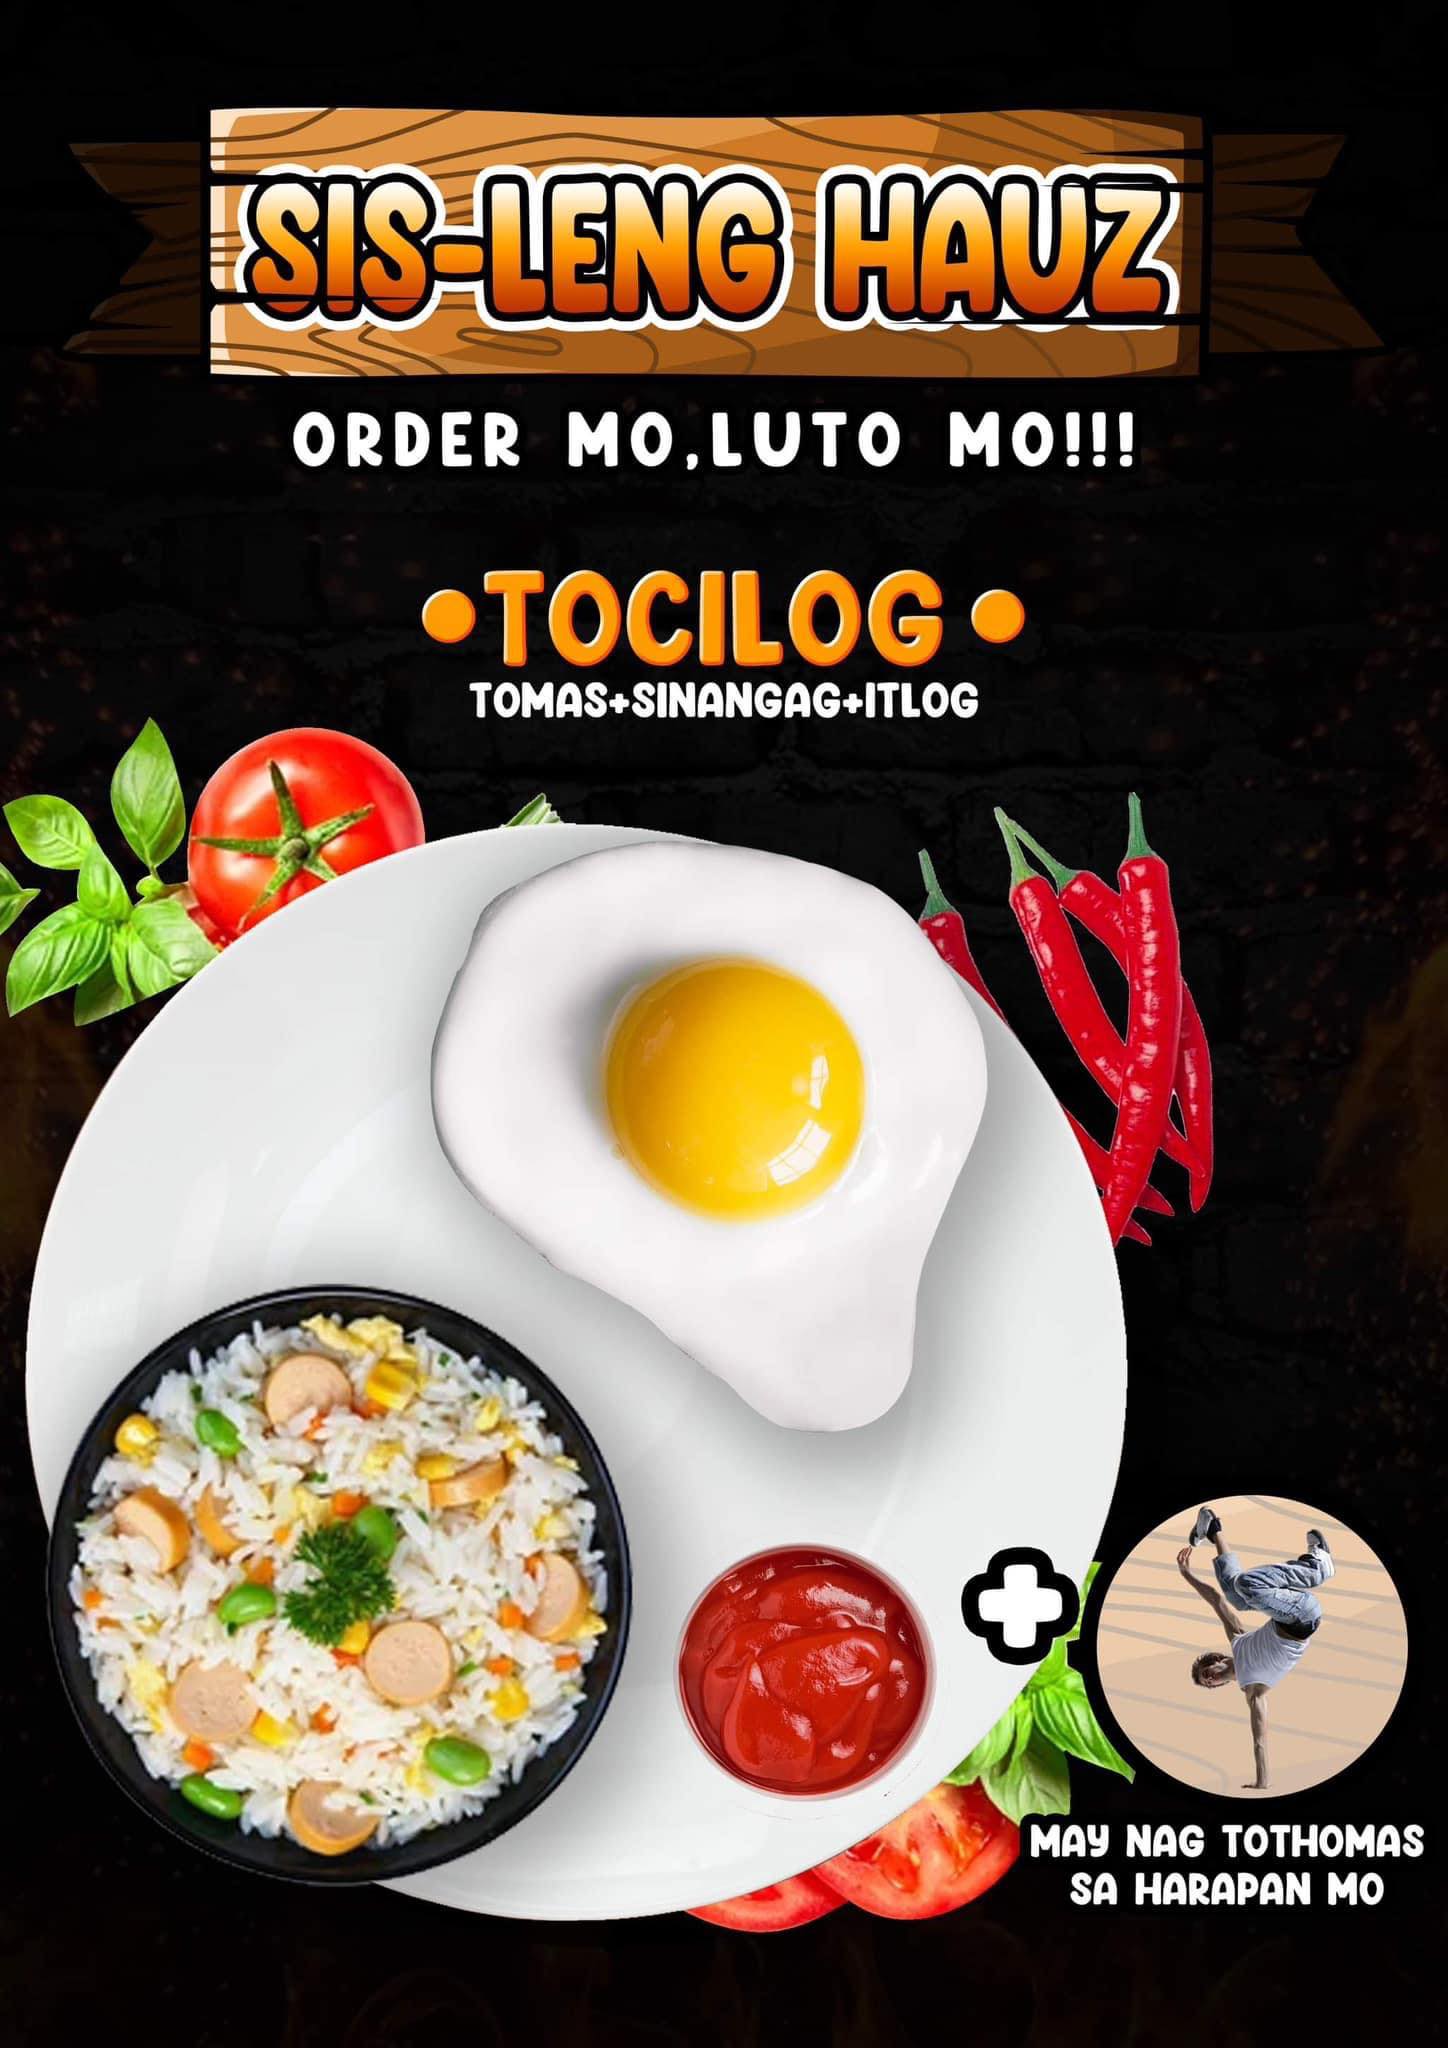 SIS-LENG HAUZ
ORDER MO,LUTO MO!!!
•TOCILOG•
TOMAS+SINANGAG+ITLOG
+
MAY NAG TOTHOMAS
SA HARAPAN MO